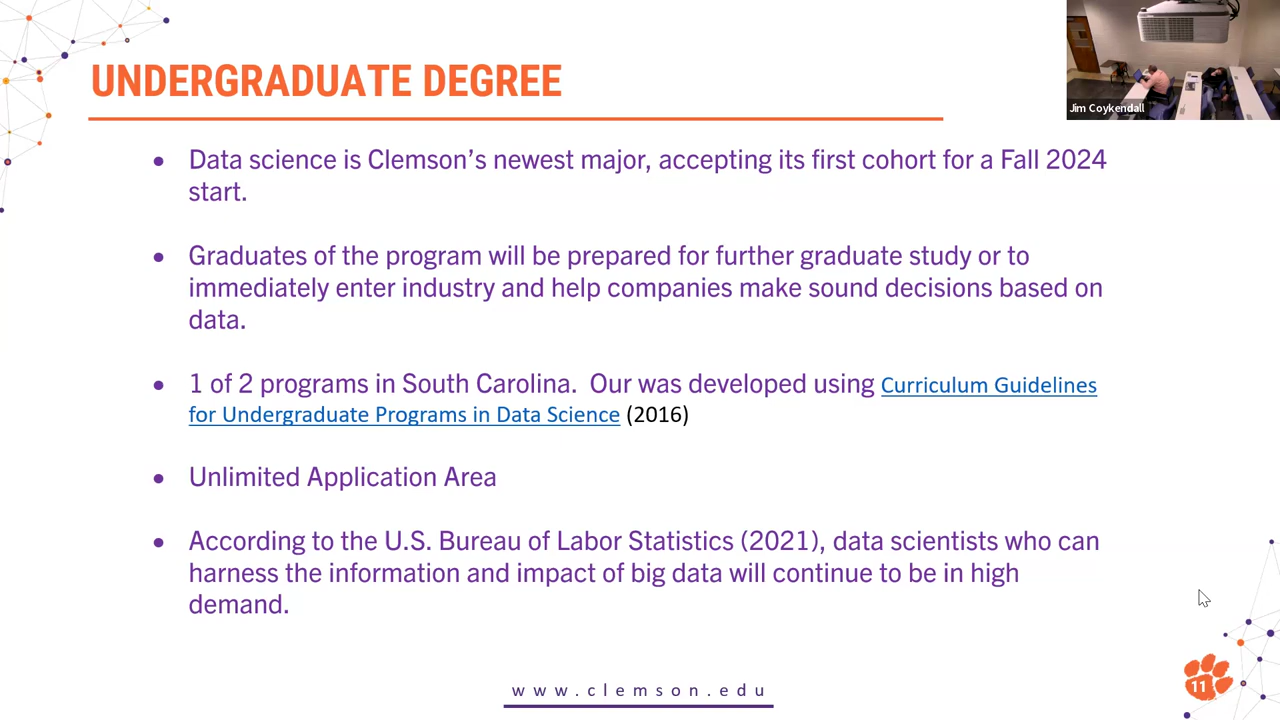 UNDERGRADUATE DEGREE
Jim Coykendall
• Data science is Clemson's newest major, accepting its first cohort for a Fall 2024
start.
• Graduates of the program will be prepared for further graduate study or to
immediately enter industry and help companies make sound decisions based on
data.
• 1 of 2 programs in South Carolina. Our was developed using Curriculum Guidelines
for Undergraduate Programs in Data Science (2016)
• Unlimited Application Area
• According to the U.S. Bureau of Labor Statistics (2021), data scientists who can
harness the information and impact of big data will continue to be in high
demand.
www.clemson.edu
11